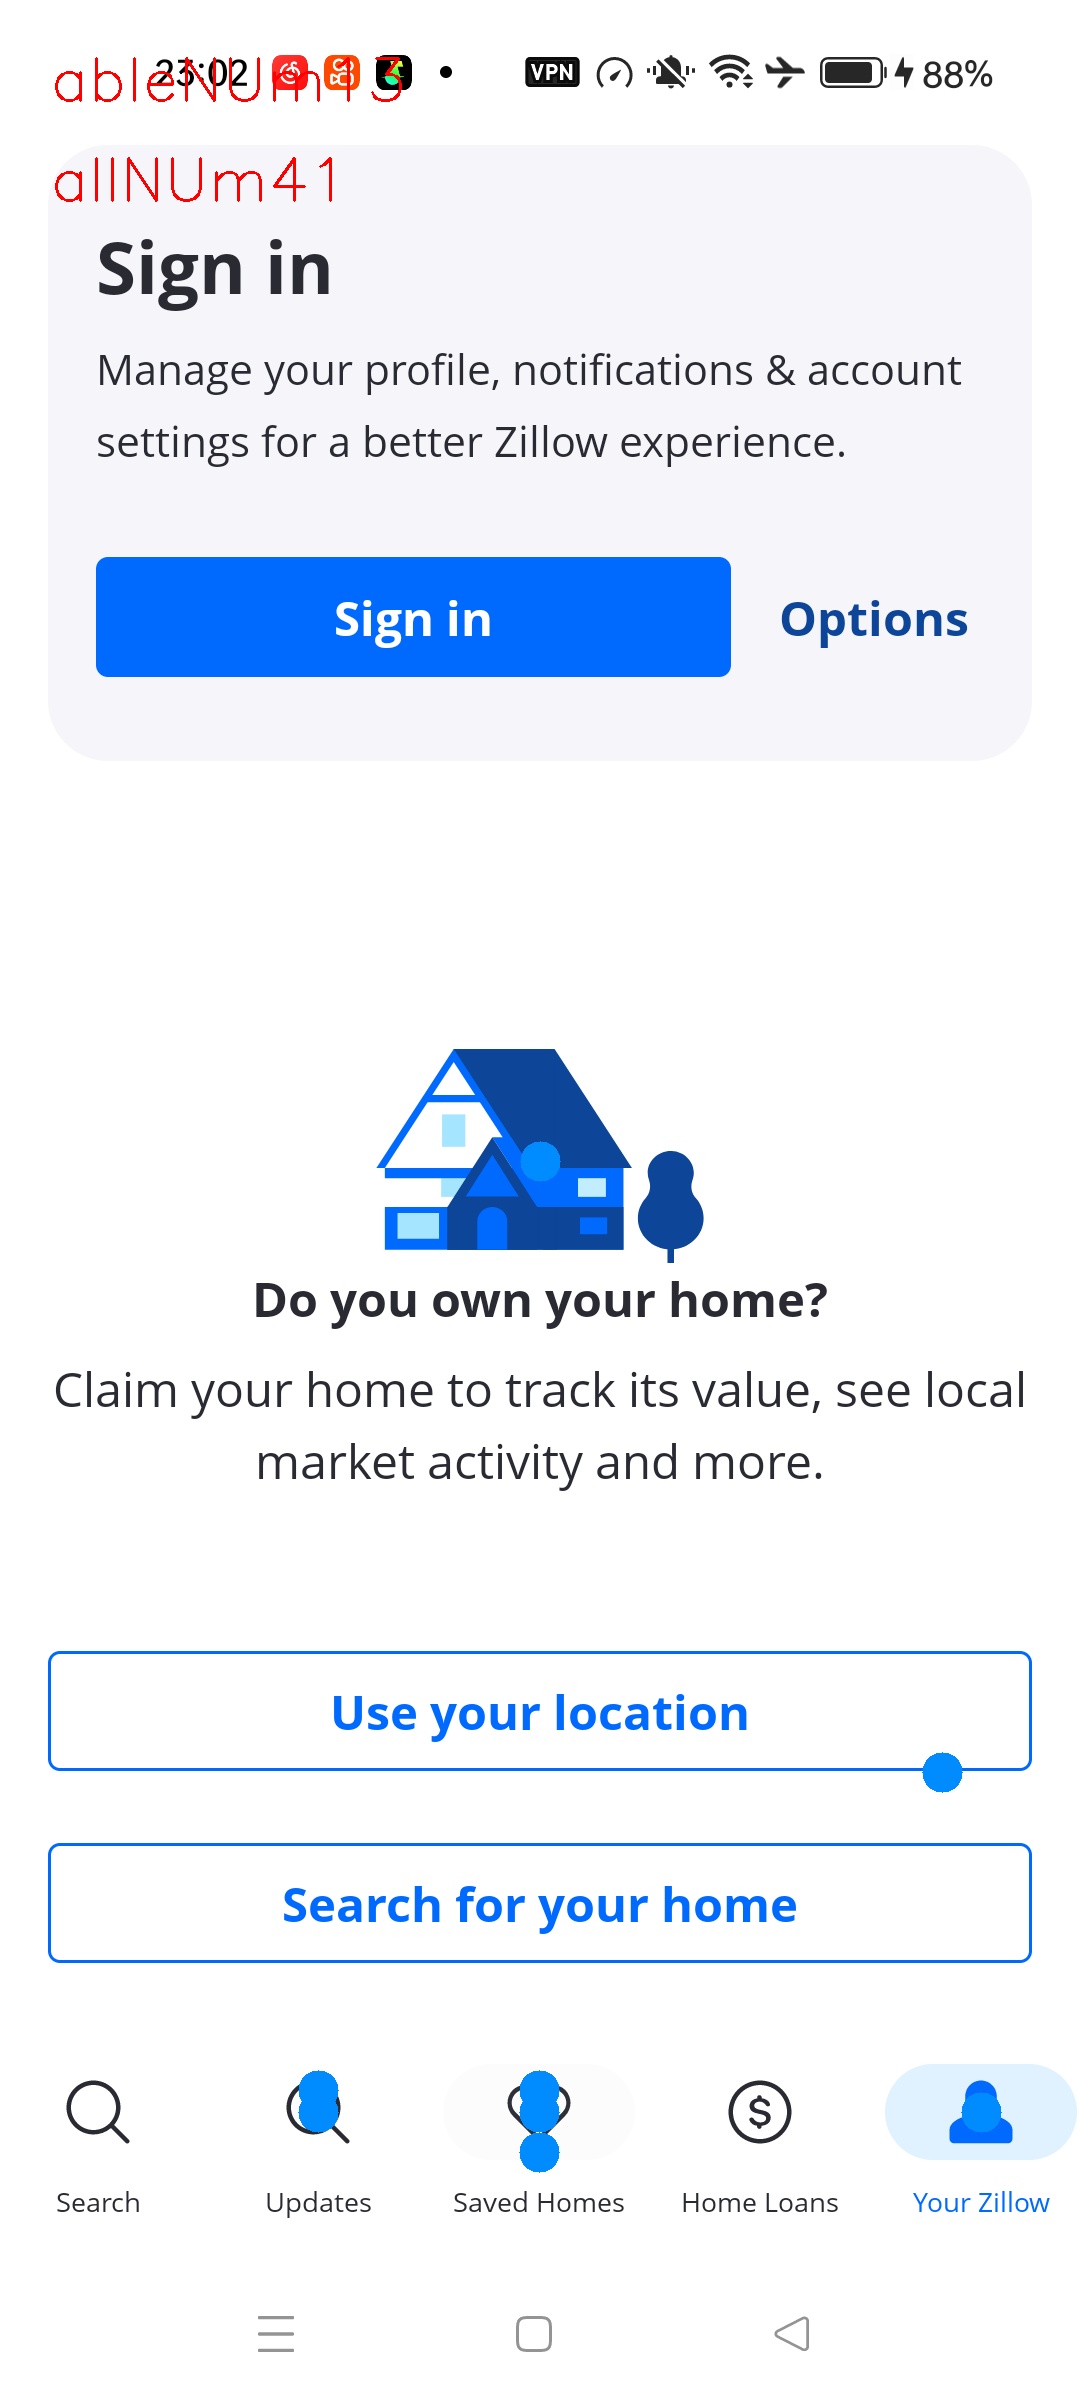 23:02 VPN 88%
ableNUm13
allNUm41
Sign in
Manage your profile, notifications & account
settings for a better Zillow experience.
Sign in Options
Do you own your home?
Claim your home to track its value, see local
market activity and more.
Use your location
Search for your home
Search Updates Saved Homes Home Loans Your Zillow